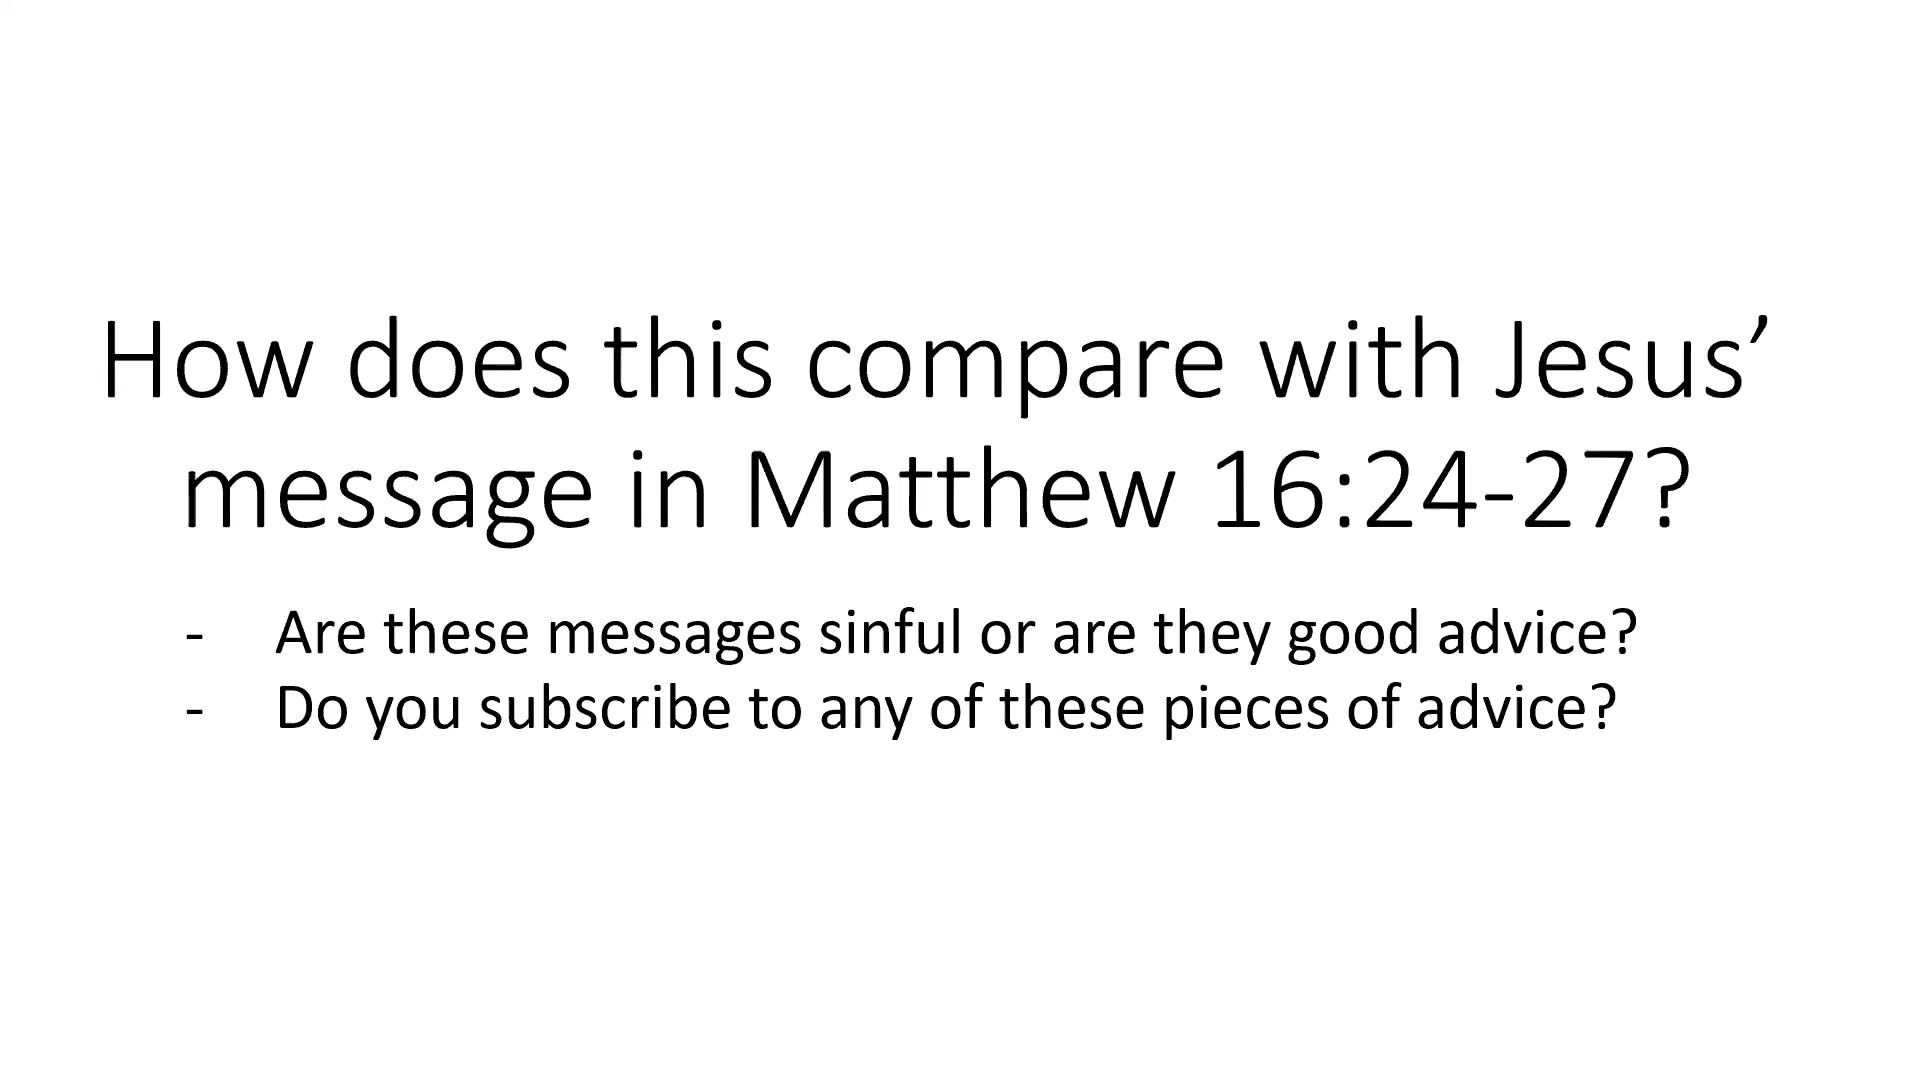 How does this compare with Jesus’
message in Matthew 16:24-27?
- Are these messages sinful or are they good advice?
- Do you subscribe to any of these pieces of advice?